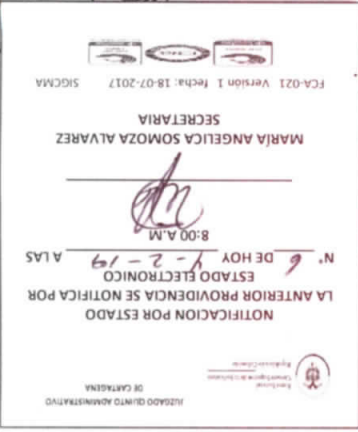 JUZGADO QUINTO ADMINISTRATIVO
DE CARTAGENA
NOTIFICACION POR ESTADO
LA ANTERIOR PROVIDENCIA SE NOTIFICA POR
ESTADO ELECTRONICO
N° 6 DE HOY 4-2-19 A LAS
8:00 A.M
MARÍA ANGELICA SOMOZA ALVAREZ
SECRETARIA
FCA-021 Versión 1 fecha: 18-07-2017 SIGCMA